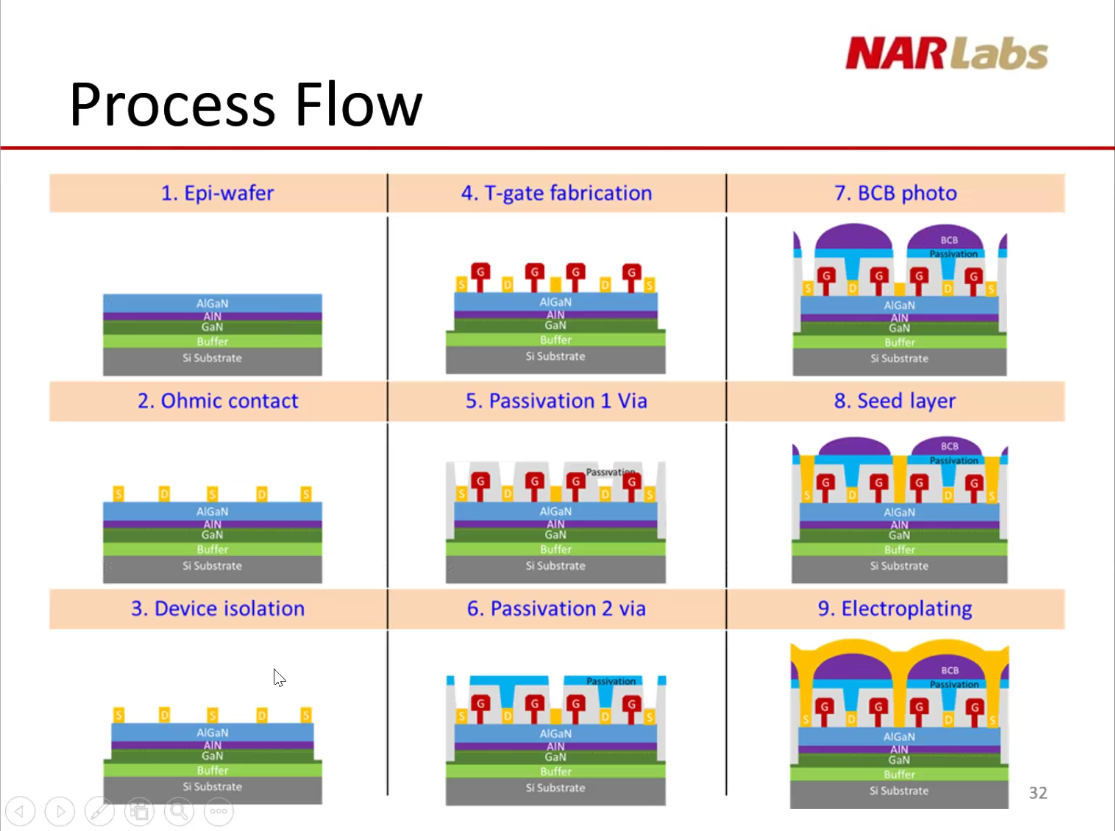 NARLabs
Process Flow
1. Epi-wafer
AlGaN
AlN
GaN
Buffer
Si Substrate
2. Ohmic contact
S D S D S
AlGaN
AlN
GaN
Buffer
Si Substrate
3. Device isolation
S D S D S
AlGaN
AlN
GaN
Buffer
Si Substrate
4. T-gate fabrication
G G G G
S D D S
AlGaN
AlN
GaN
Buffer
Si Substrate
5. Passivation 1 Via
Passivation
G G G G
S D D S
AlGaN
AlN
GaN
Buffer
Si Substrate
6. Passivation 2 via
Passivation
G G G G
S D D S
AlGaN
AlN
GaN
Buffer
Si Substrate
7. BCB photo
BCB
Passivation
G G G G
S D D S
AlGaN
AlN
GaN
Buffer
Si Substrate
8. Seed layer
BCB
Passivation
G G G G
S D D S
AlGaN
AlN
GaN
Buffer
Si Substrate
9. Electroplating
BCB
Passivation
G G G G
S D D S
AlGaN
AlN
GaN
Buffer
Si Substrate
32